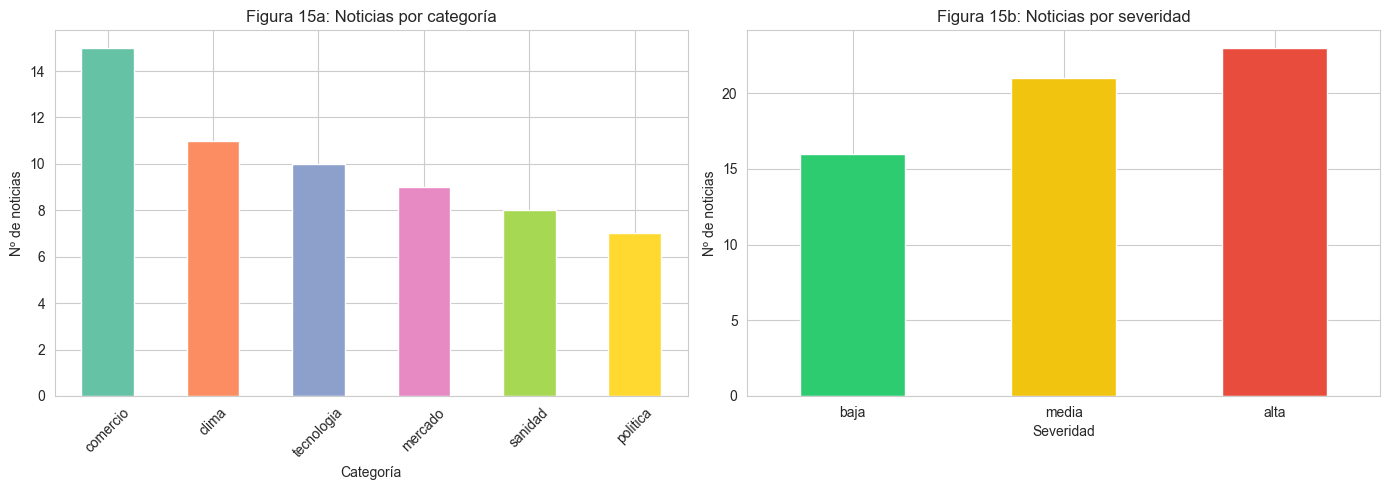 Figura 15a: Noticias por categoría
Nº de noticias
14
12
10
8
6
4
2
0
comercio
clima
tecnologia
mercado
sanidad
politica
Categoría
Figura 15b: Noticias por severidad
Nº de noticias
20
15
10
5
0
baja
media
alta
Severidad